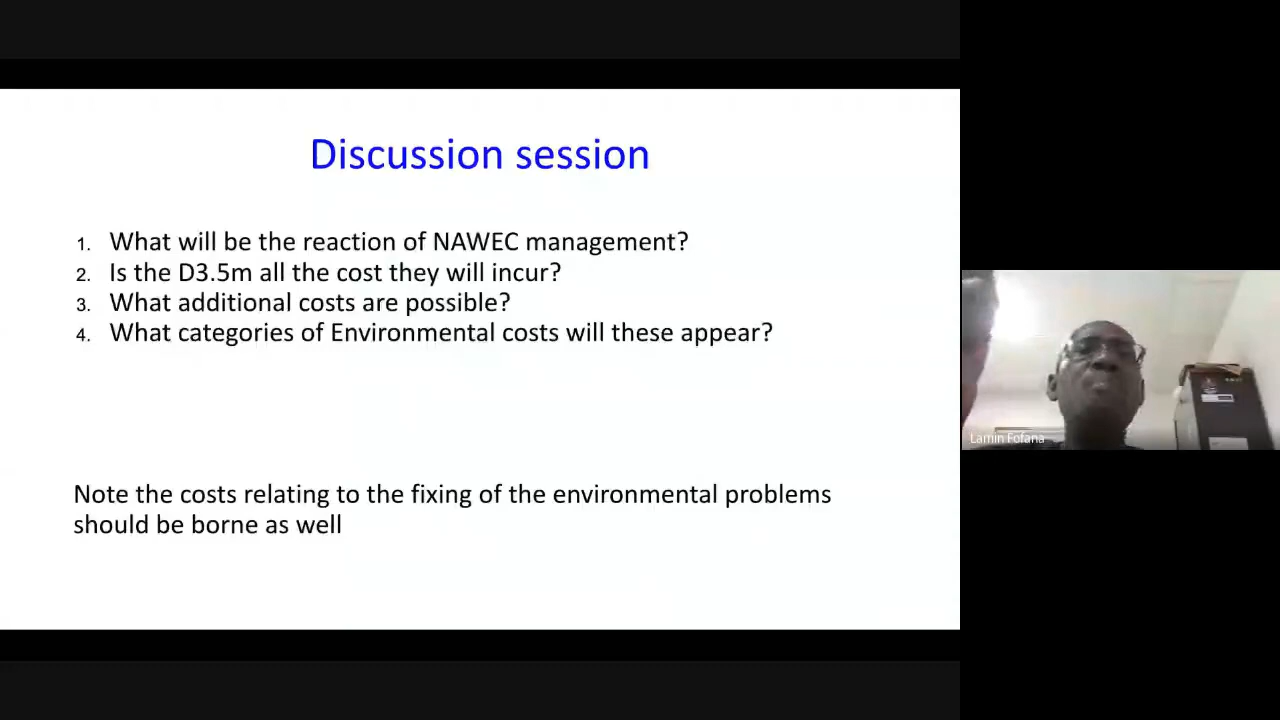 Discussion session
1. What will be the reaction of NAWEC management?
2. Is the D3.5m all the cost they will incur?
3. What additional costs are possible?
4. What categories of Environmental costs will these appear?
Note the costs relating to the fixing of the environmental problems
should be borne as well
Lamin Fofana